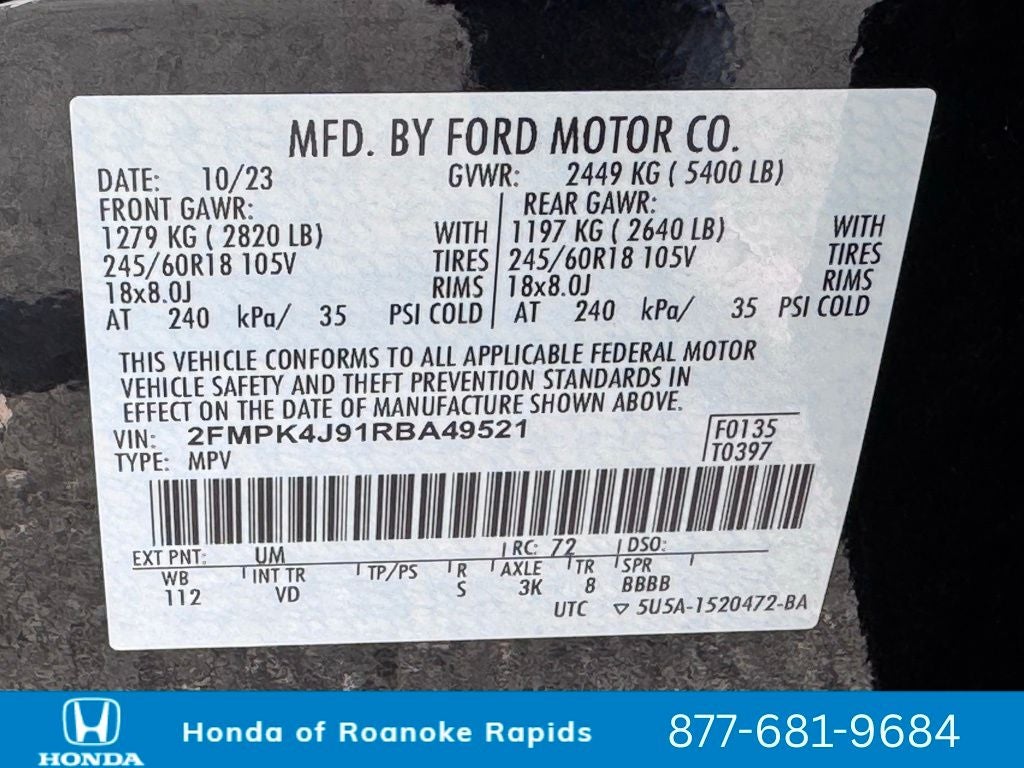 MFD. BY FORD MOTOR CO.
DATE: 10/23 GVWR: 2449 KG ( 5400 LB)
FRONT GAWR: REAR GAWR:
1279 KG ( 2820 LB) WITH 1197 KG ( 2640 LB) WITH
245/60R18 105V TIRES 245/60R18 105V TIRES
18x8.0J RIMS 18x8.0J RIMS
AT 240 kPa/ 35 PSI COLD AT 240 kPa/ 35 PSI COLD
THIS VEHICLE CONFORMS TO ALL APPLICABLE FEDERAL MOTOR
VEHICLE SAFETY AND THEFT PREVENTION STANDARDS IN
EFFECT ON THE DATE OF MANUFACTURE SHOWN ABOVE.
VIN: 2FMPK4J91RBA49521 F0135
TYPE: MPV T0397
EXT PNT: UM RC: 72 DSO:
WB INT TR TP/PS R AXLE TR SPR
112 VD S 3K 8 BBBB
UTC ▽ 5U5A-1520472-BA
HONDA Honda of Roanoke Rapids 877-681-9684